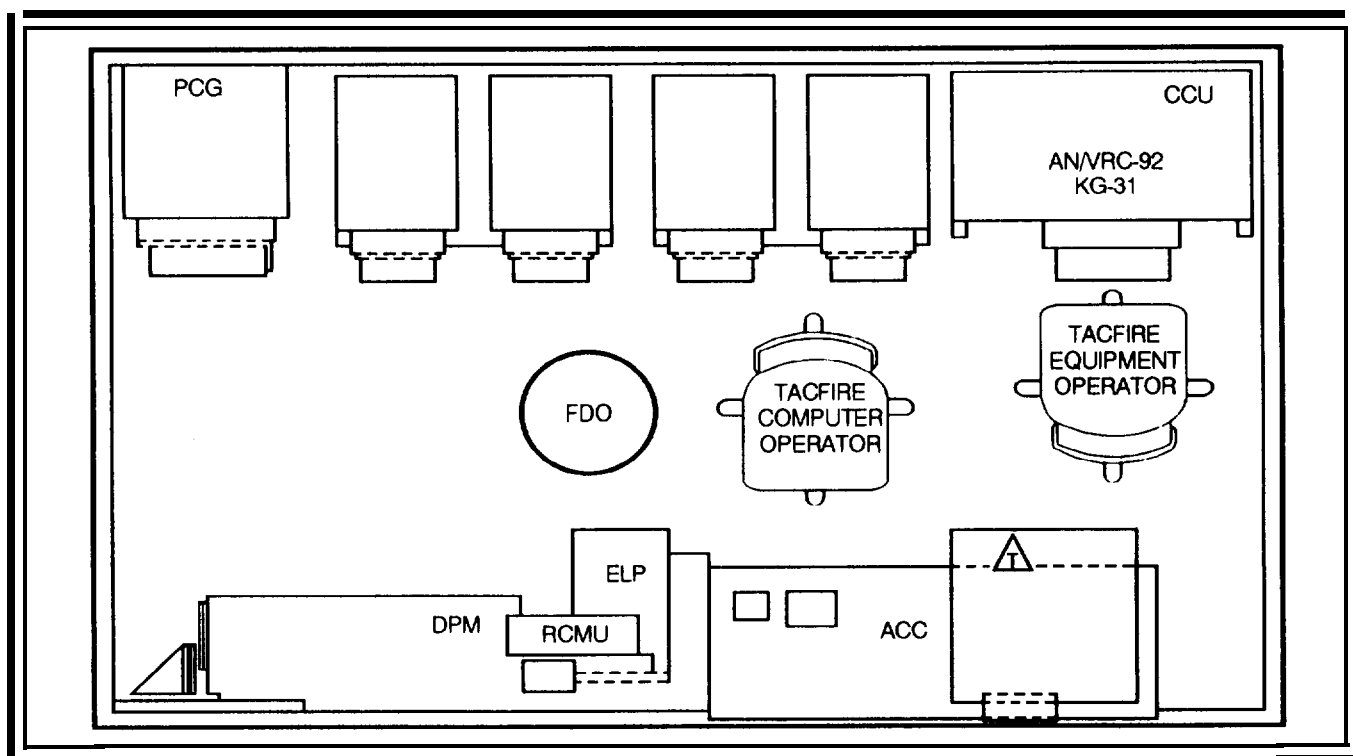 PCG
CCU
AN/VRC-92
KG-31
TACFIRE
EQUIPMENT
OPERATOR
FDO
TACFIRE
COMPUTER
OPERATOR
ELP
DPM
RCMU
ACC
T